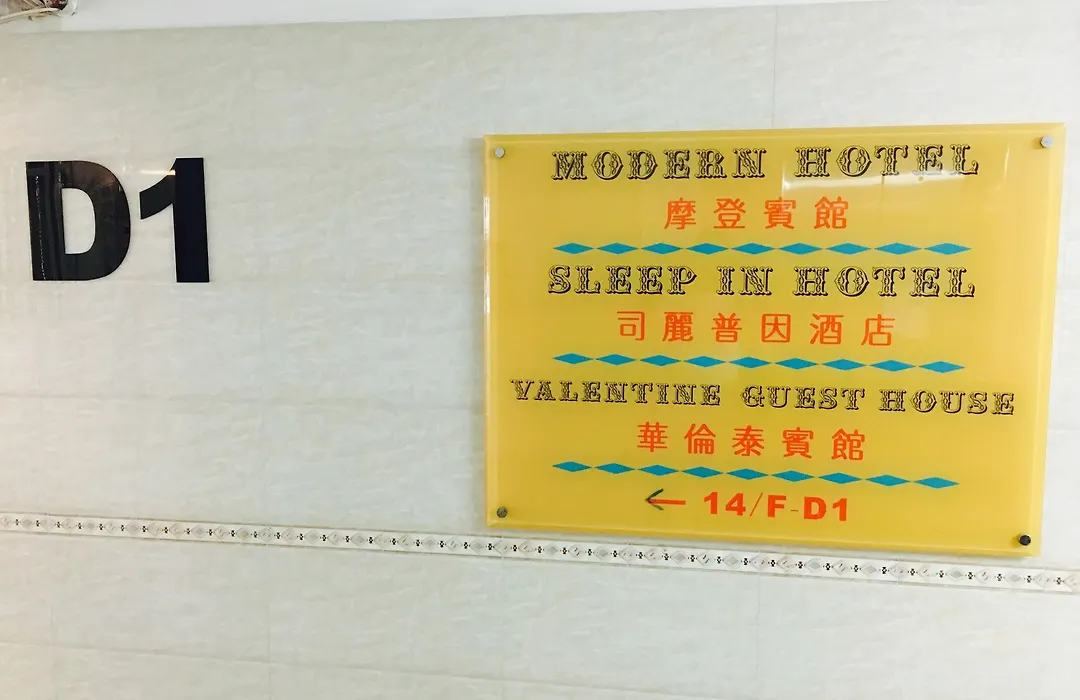 D1
MODERN HOTEL
摩登賓館
SLEEP IN HOTEL
司麗普因酒店
VALENTINE GUEST HOUSE
華倫泰賓館
← 14/F-D1